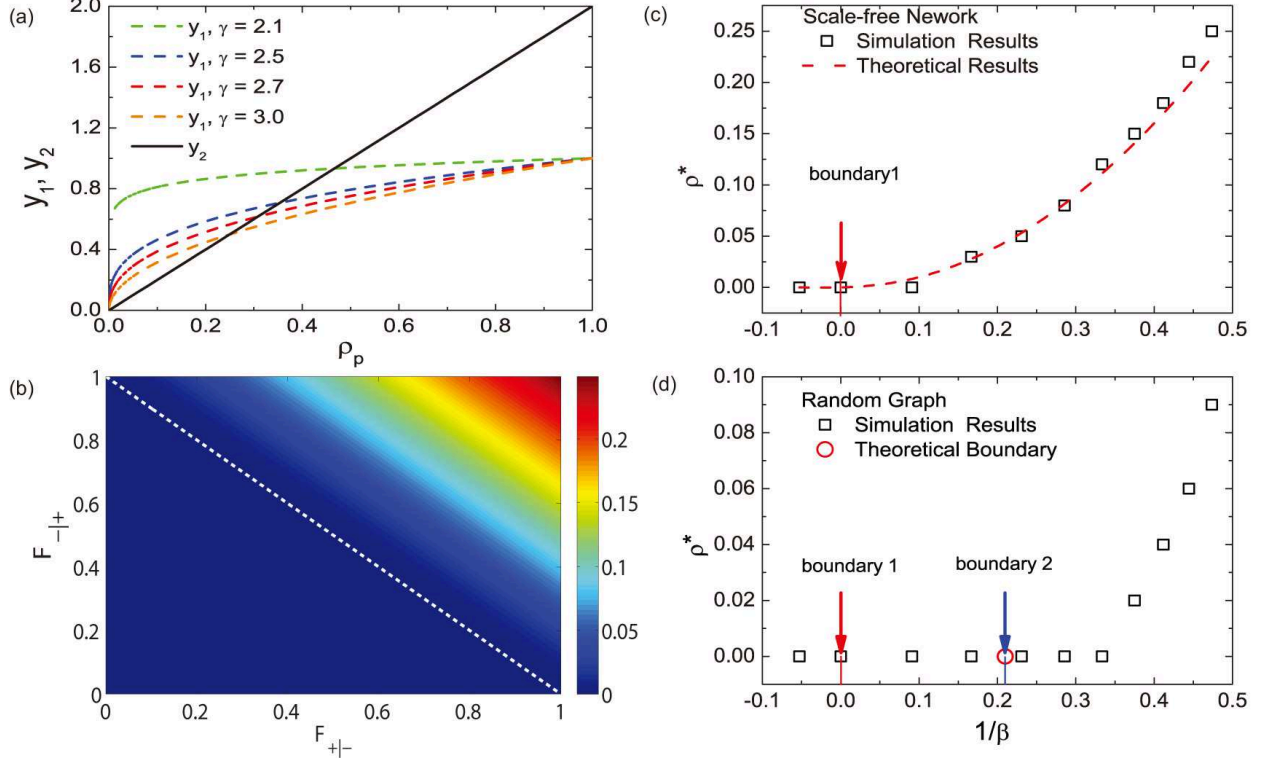 (a)
y₁, γ = 2.1
y₁, γ = 2.5
y₁, γ = 2.7
y₁, γ = 3.0
y₂
2.0
1.6
1.2
0.8
0.4
0.0
y₁, y₂
0.0 0.2 0.4 0.6 0.8 1.0
ρₚ
(b)
1
0.8
0.6
0.4
0.2
0
F₋|₊
0.2 0.4 0.6 0.8 1
F₊|₋
0.2
0.15
0.1
0.05
0
(c)
Scale-free Nework
Simulation Results
Theoretical Results
boundary1
0.25
0.20
0.15
0.10
0.05
0.00
ρ*
-0.1 0.0 0.1 0.2 0.3 0.4 0.5
(d)
Random Graph
Simulation Results
Theoretical Boundary
boundary 1 boundary 2
0.10
0.08
0.06
0.04
0.02
0.00
ρ*
-0.1 0.0 0.1 0.2 0.3 0.4 0.5
1/β